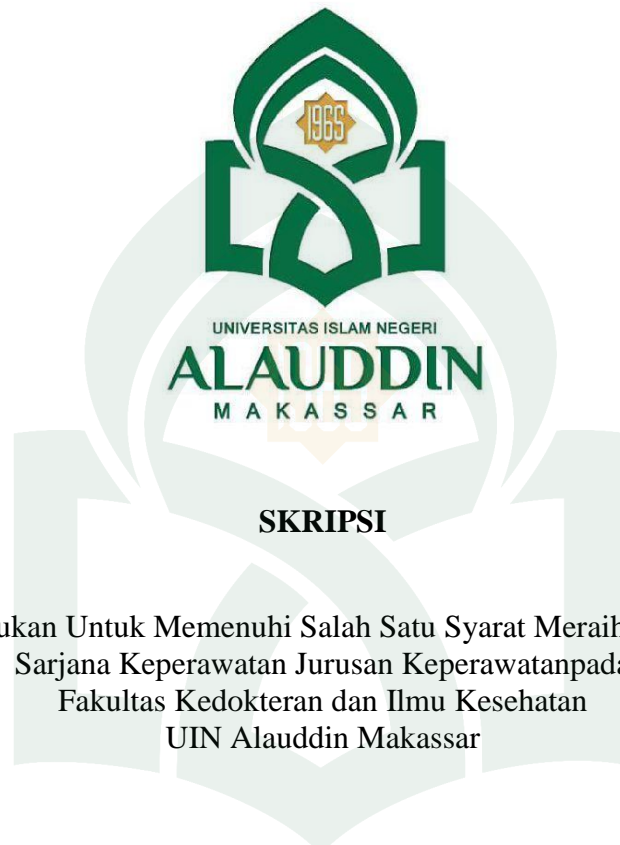 1965
UNIVERSITAS ISLAM NEGERI
ALAUDDIN
MAKASSAR
SKRIPSI
ukan Untuk Memenuhi Salah Satu Syarat Meraih
Sarjana Keperawatan Jurusan Keperawatanpada
Fakultas Kedokteran dan Ilmu Kesehatan
UIN Alauddin Makassar